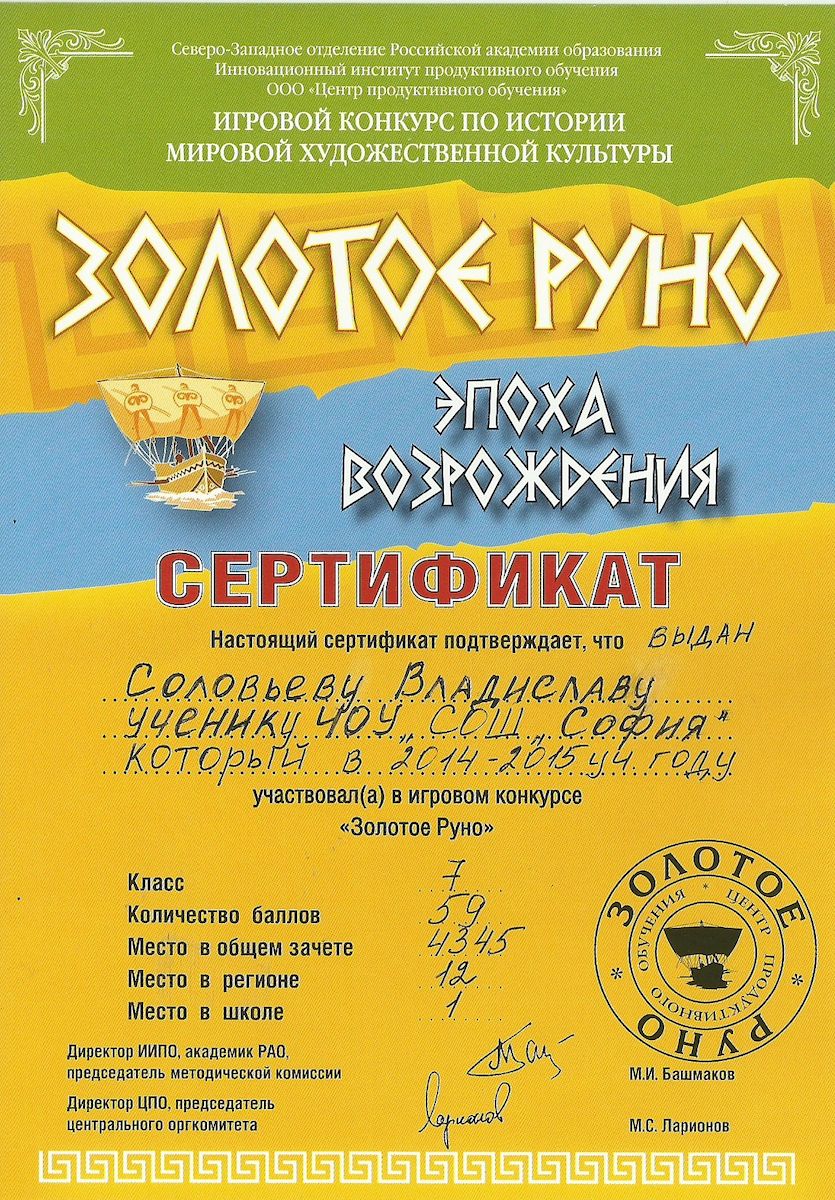 Северо-Западное отделение Российской академии образования
Инновационный институт продуктивного обучения
ООО «Центр продуктивного обучения»
ИГРОВОЙ КОНКУРС ПО ИСТОРИИ
МИРОВОЙ ХУДОЖЕСТВЕННОЙ КУЛЬТУРЫ
ЗОЛОТОЕ РУНО
ЭПОХА
ВОЗРОЖДЕНИЯ
СЕРТИФИКАТ
Настоящий сертификат подтверждает, что ВЫДАН
Соловьеву Владиславу
ученику ЧОУ „СОШ „София"
который в 2014-2015 уч. году
участвовал(а) в игровом конкурсе
«Золотое Руно»
Класс 7
Количество баллов 59
Место в общем зачете 4345
Место в регионе 12
Место в школе 1
ЗОЛОТОЕ РУНО
ЦЕНТР ПРОДУКТИВНОГО ОБУЧЕНИЯ
Директор ИИПО, академик РАО,
председатель методической комиссии М.И. Башмаков
Директор ЦПО, председатель
центрального оргкомитета Ларионов М.С. Ларионов